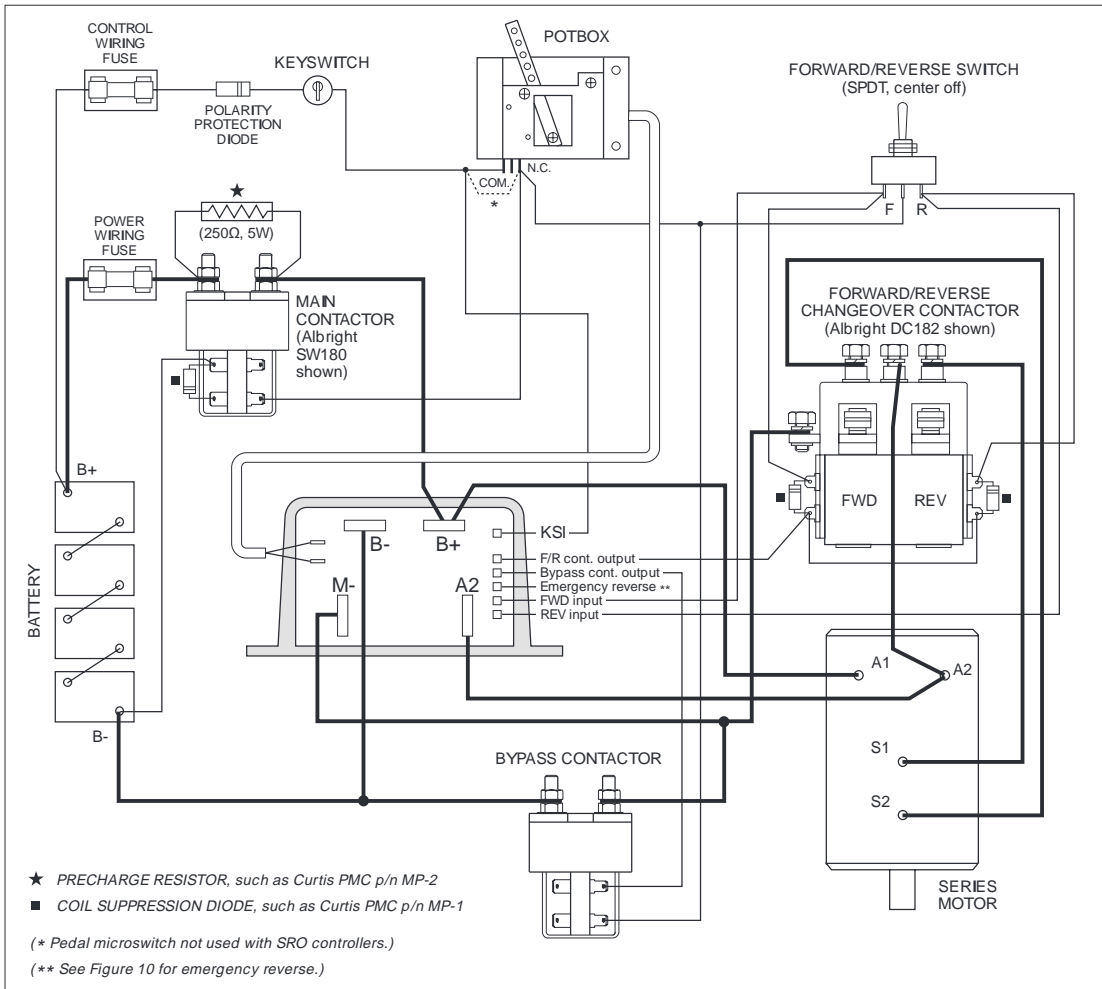 CONTROL
WIRING
FUSE
KEYSWITCH
POLARITY
PROTECTION
DIODE
POTBOX
COM.
N.C.
*
FORWARD/REVERSE SWITCH
(SPDT, center off)
F
R
★
(250Ω, 5W)
POWER
WIRING
FUSE
MAIN
CONTACTOR
(Albright
SW180
shown)
■
FORWARD/REVERSE
CHANGEOVER CONTACTOR
(Albright DC182 shown)
■
FWD
REV
■
B+
BATTERY
B-
B-
B+
M-
A2
KSI
F/R cont. output
Bypass cont. output
Emergency reverse **
FWD input
REV input
A1
A2
S1
S2
SERIES
MOTOR
BYPASS CONTACTOR
★ PRECHARGE RESISTOR, such as Curtis PMC p/n MP-2
■ COIL SUPPRESSION DIODE, such as Curtis PMC p/n MP-1
(* Pedal microswitch not used with SRO controllers.)
(** See Figure 10 for emergency reverse.)